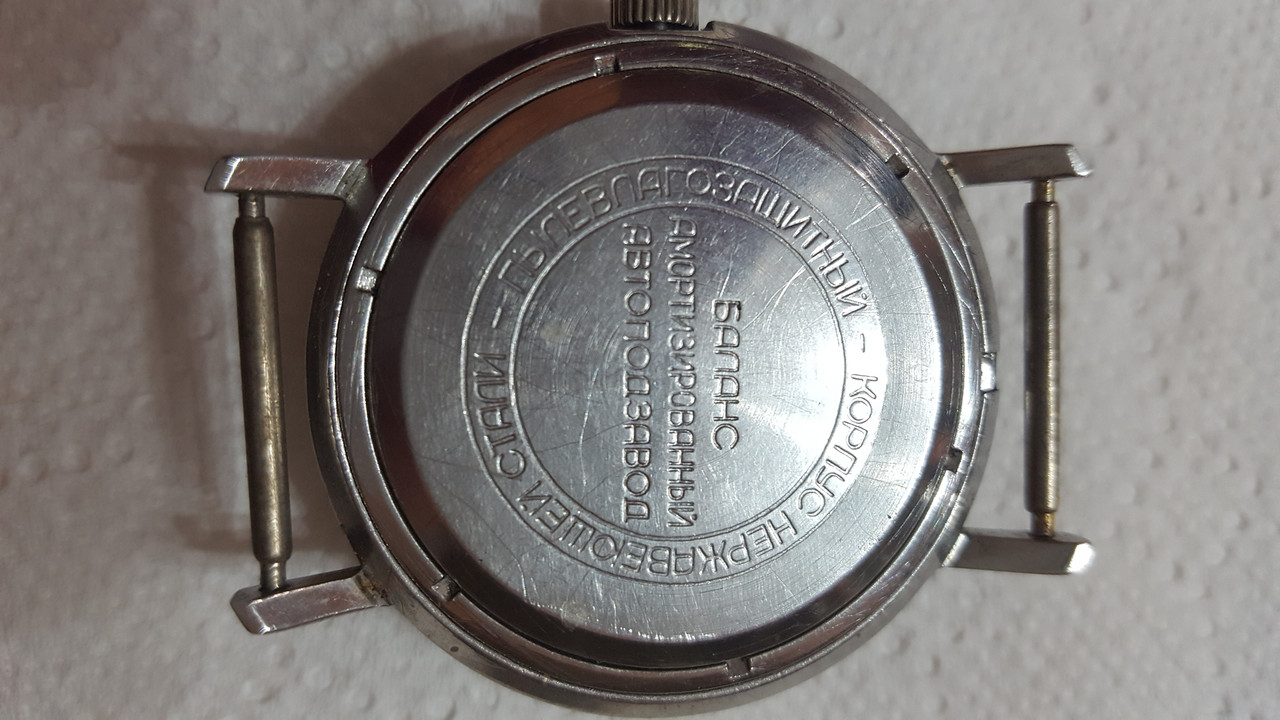 ПЫЛЕВЛАГОЗАЩИТНЫЙ - КОРПУС НЕРЖАВЕЮЩЕЙ СТАЛИ -
БАЛАНС
АМОРТИЗИРОВАННЫЙ
АВТОПОДЗАВОД